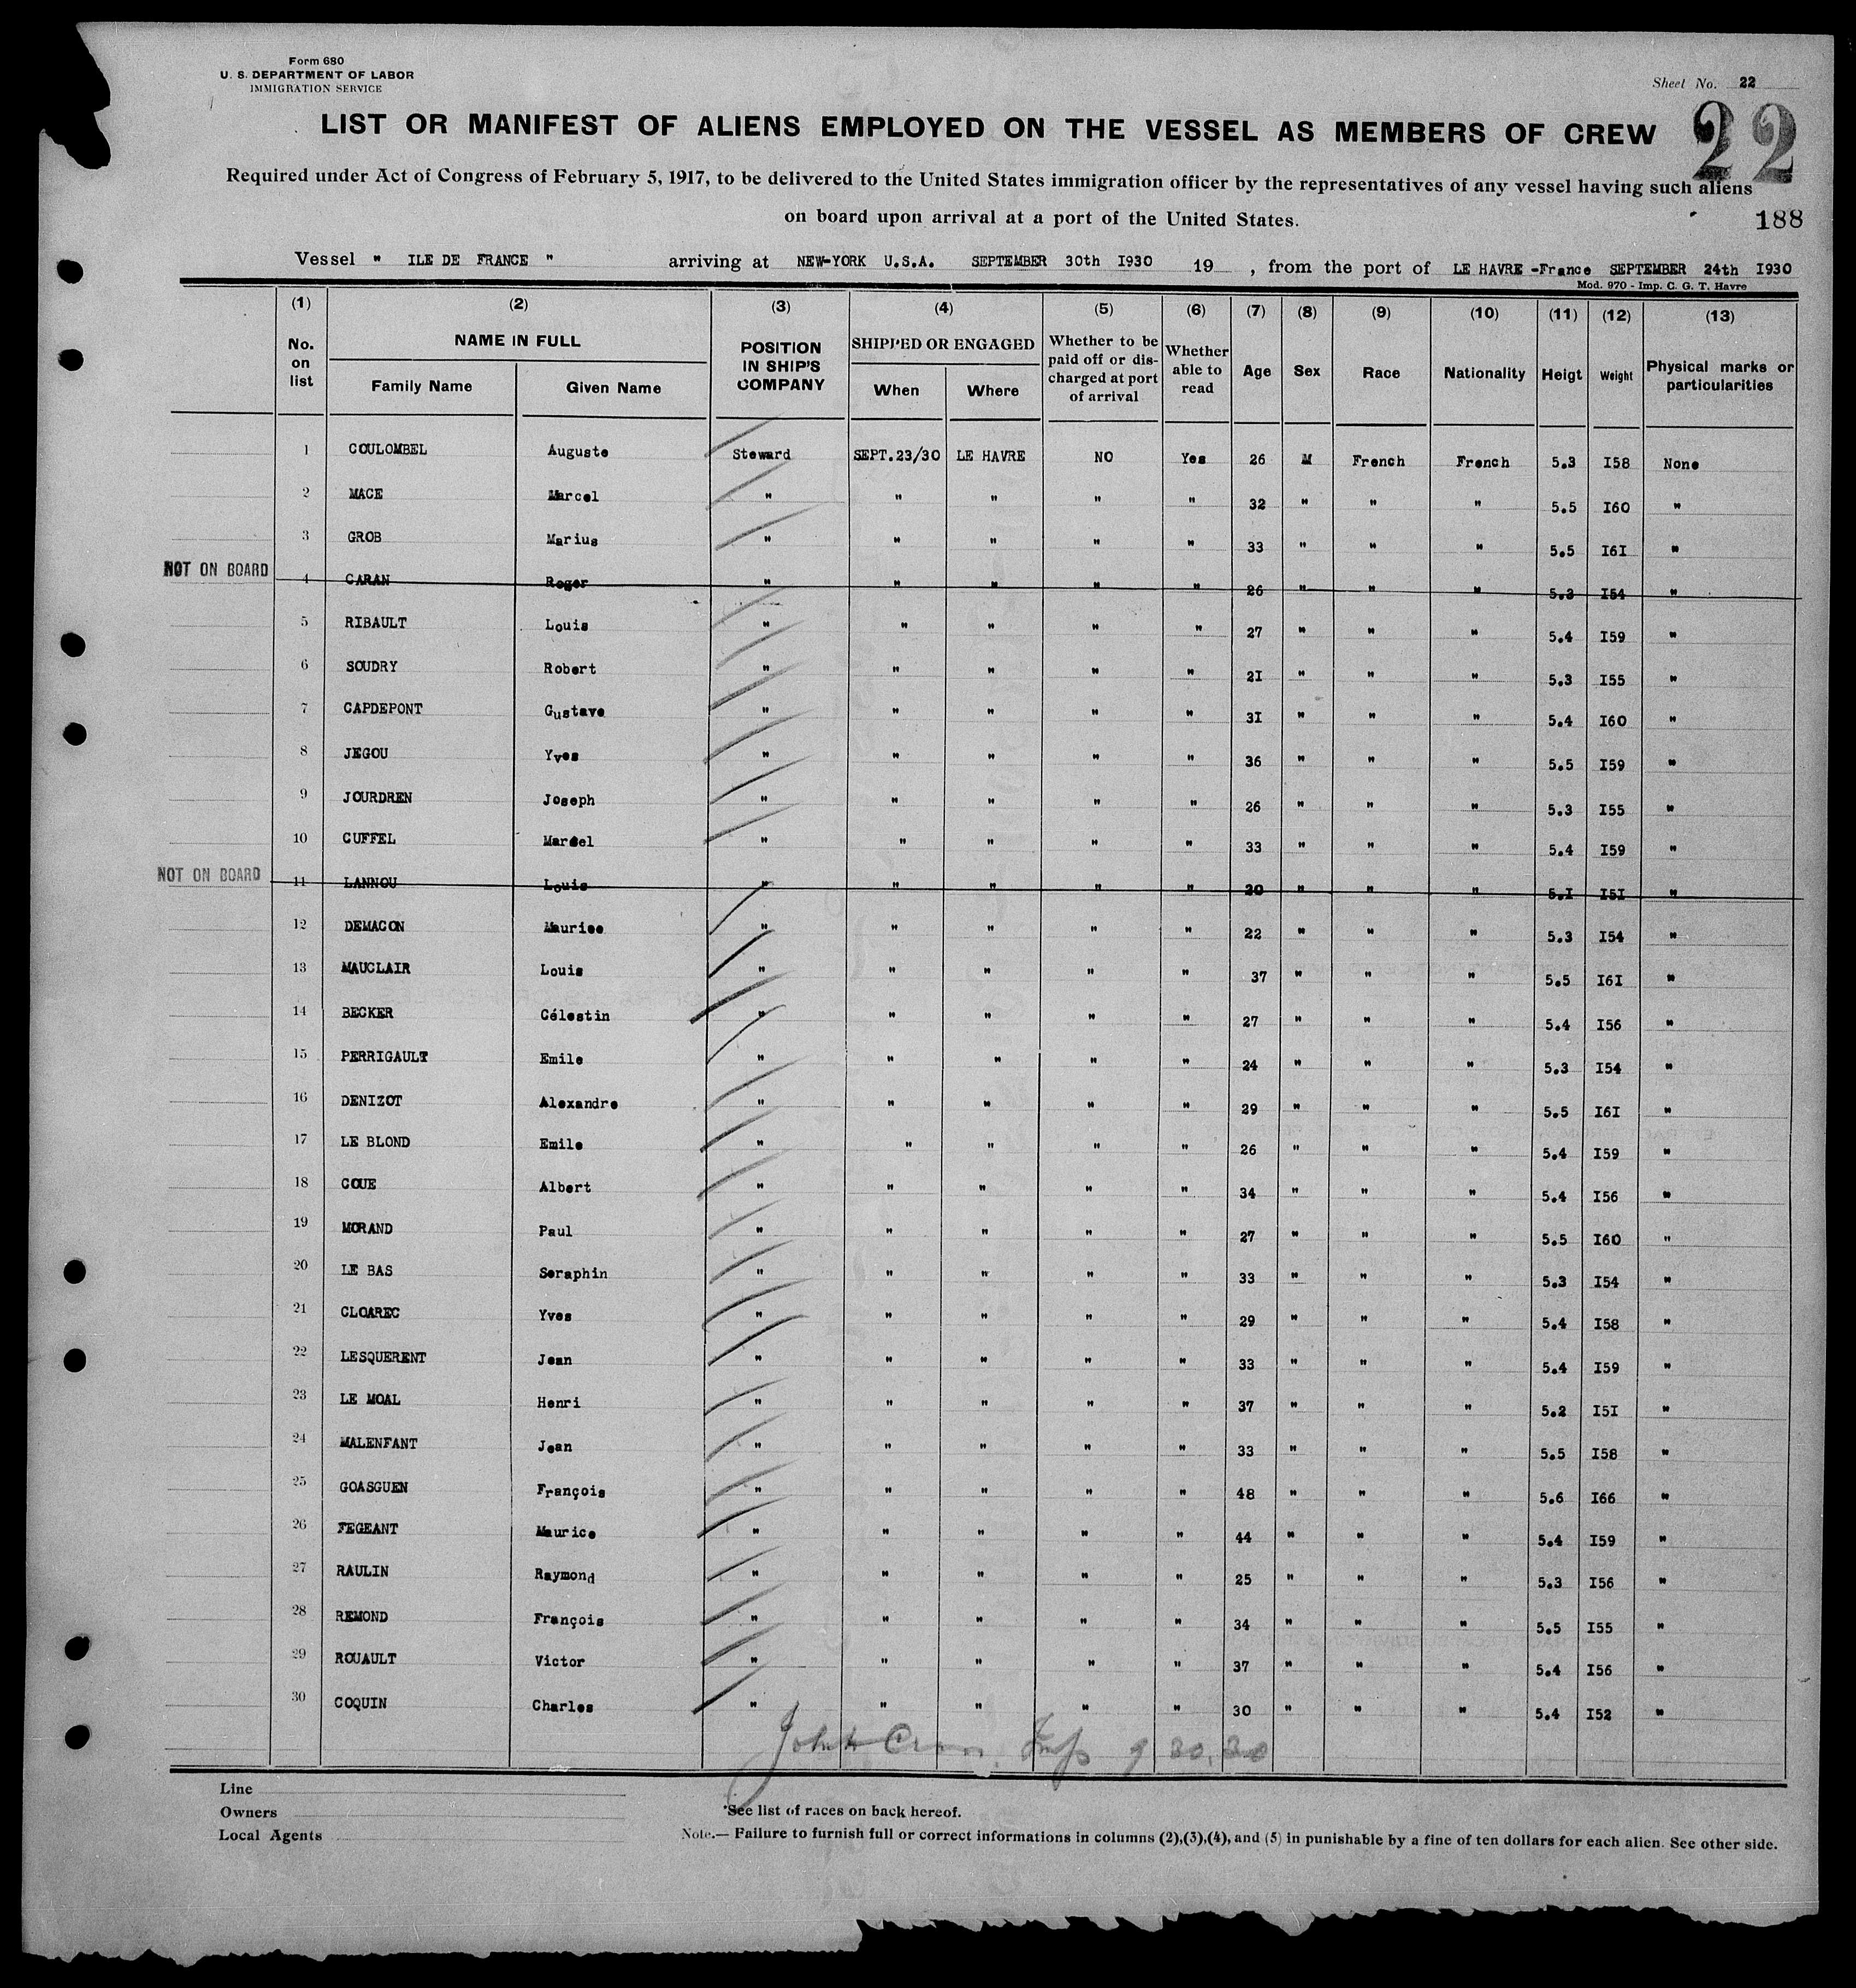 Form 680
U. S. DEPARTMENT OF LABOR
IMMIGRATION SERVICE
Sheet No. 22
LIST OR MANIFEST OF ALIENS EMPLOYED ON THE VESSEL AS MEMBERS OF CREW
22
Required under Act of Congress of February 5, 1917, to be delivered to the United States immigration officer by the representatives of any vessel having such aliens
on board upon arrival at a port of the United States.
188
Vessel " ILE DE FRANCE " arriving at NEW-YORK U.S.A. SEPTEMBER 30th I930 19 , from the port of LE HAVRE -France SEPTEMBER 24th I930
Mod. 970 - Imp. C. G. T. Havre
(1) (2) (3) (4) (5) (6) (7) (8) (9) (10) (11) (12) (13)
No. on list NAME IN FULL Family Name Given Name POSITION IN SHIP'S COMPANY SHIPPED OR ENGAGED When Where Whether to be paid off or discharged at port of arrival Whether able to read Age Sex Race Nationality Heigt Weight Physical marks or particularities
1 COULOMBEL Auguste Steward SEPT.23/30 LE HAVRE NO Yes 26 M French French 5.3 I58 None
2 MACE Marcel " " " " " 32 " " " 5.5 I60 "
3 GROB Marius " " " " " 33 " " " 5.5 I6I "
NOT ON BOARD 4 CARAN Roger " " " " " 26 " " " 5.3 I54 "
5 RIBAULT Louis " " " " " 27 " " " 5.4 I59 "
6 SOUDRY Robert " " " " " 2I " " " 5.3 I55 "
7 CAPDEPONT Gustave " " " " " 3I " " " 5.4 I60 "
8 JEGOU Yves " " " " " 36 " " " 5.5 I59 "
9 JOURDREN Joseph " " " " " 26 " " " 5.3 I55 "
10 CUFFEL Marcel " " " " " 33 " " " 5.4 I59 "
NOT ON BOARD 11 LANNOU Louis " " " " " 20 " " " 5.I I5I "
12 DEMACON Maurice " " " " " 22 " " " 5.3 I54 "
13 MAUCLAIR Louis " " " " " 37 " " " 5.5 I6I "
14 BECKER Célestin " " " " " 27 " " " 5.4 I56 "
15 PERRIGAULT Emile " " " " " 24 " " " 5.3 I54 "
16 DENIZOT Alexandre " " " " " 29 " " " 5.5 I6I "
17 LE BLOND Emile " " " " " 26 " " " 5.4 I59 "
18 COUE Albert " " " " " 34 " " " 5.4 I56 "
19 MORAND Paul " " " " " 27 " " " 5.5 I60 "
20 LE BAS Seraphin " " " " " 33 " " " 5.3 I54 "
21 CLOAREC Yves " " " " " 29 " " " 5.4 I58 "
22 LESQUERENT Jean " " " " " 33 " " " 5.4 I59 "
23 LE MOAL Henri " " " " " 37 " " " 5.2 I5I "
24 MALENFANT Jean " " " " " 33 " " " 5.5 I58 "
25 GOASGUEN François " " " " " 48 " " " 5.6 I66 "
26 FEGEANT Maurice " " " " " 44 " " " 5.4 I59 "
27 RAULIN Raymond " " " " " 25 " " " 5.3 I56 "
28 REMOND François " " " " " 34 " " " 5.5 I55 "
29 ROUAULT Victor " " " " " 37 " " " 5.4 I56 "
30 COQUIN Charles " " " " " 30 " " " 5.4 I52 "
John 9 30.30
Line
Owners
Local Agents
*See list of races on back hereof.
Note.— Failure to furnish full or correct informations in columns (2),(3),(4), and (5) in punishable by a fine of ten dollars for each alien. See other side.